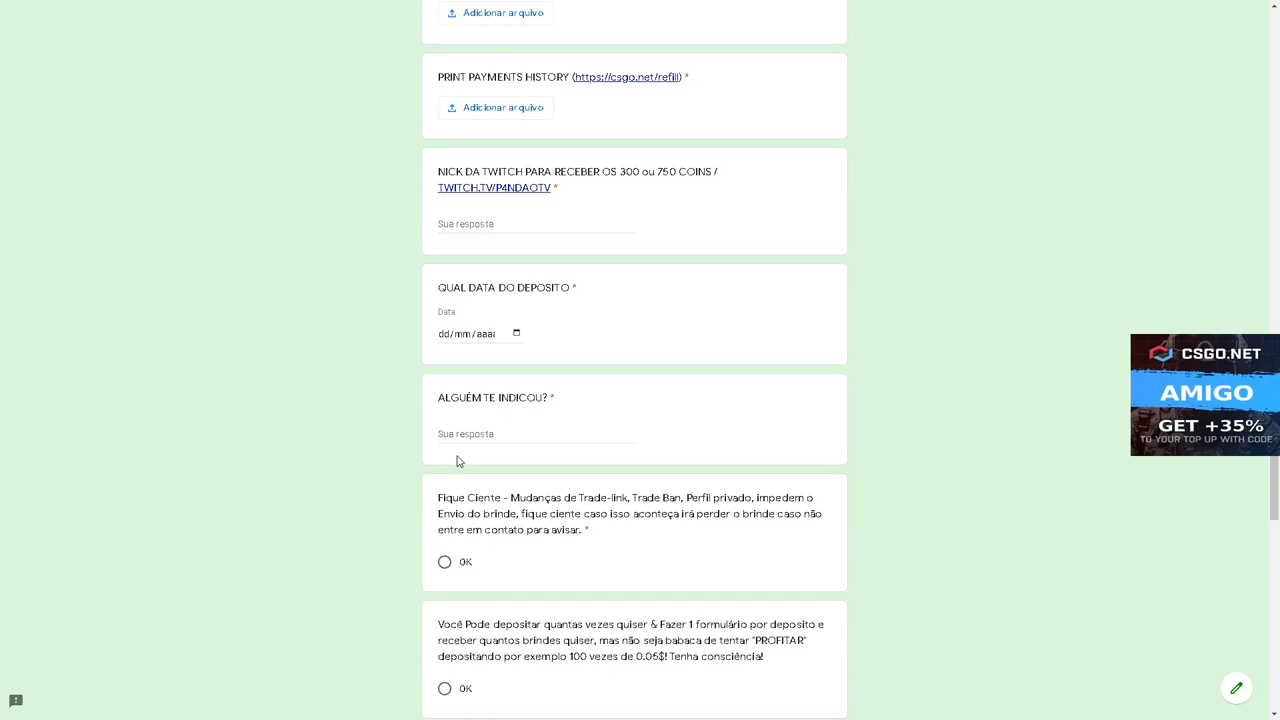 Adicionar arquivo
PRINT PAYMENTS HISTORY (https://csgo.net/refill) *
Adicionar arquivo
NICK DA TWITCH PARA RECEBER OS 300 ou 750 COINS /
TWITCH.TV/P4NDAOTV *
Sua resposta
QUAL DATA DO DEPOSITO *
Data
dd/mm/aaaa
ALGUÉM TE INDICOU? *
Sua resposta
Fique Ciente - Mudanças de Trade-link, Trade Ban, Perfil privado, impedem o
Envio do brinde, fique ciente caso isso aconteça irá perder o brinde caso não
entre em contato para avisar. *
OK
Você Pode depositar quantas vezes quiser & Fazer 1 formulário por deposito e
receber quantos brindes quiser, mas não seja babaca de tentar "PROFITAR"
depositando por exemplo 100 vezes de 0.05$! Tenha consciência!
OK
CSGO.NET
AMIGO
GET +35%
TO YOUR TOP UP WITH CODE